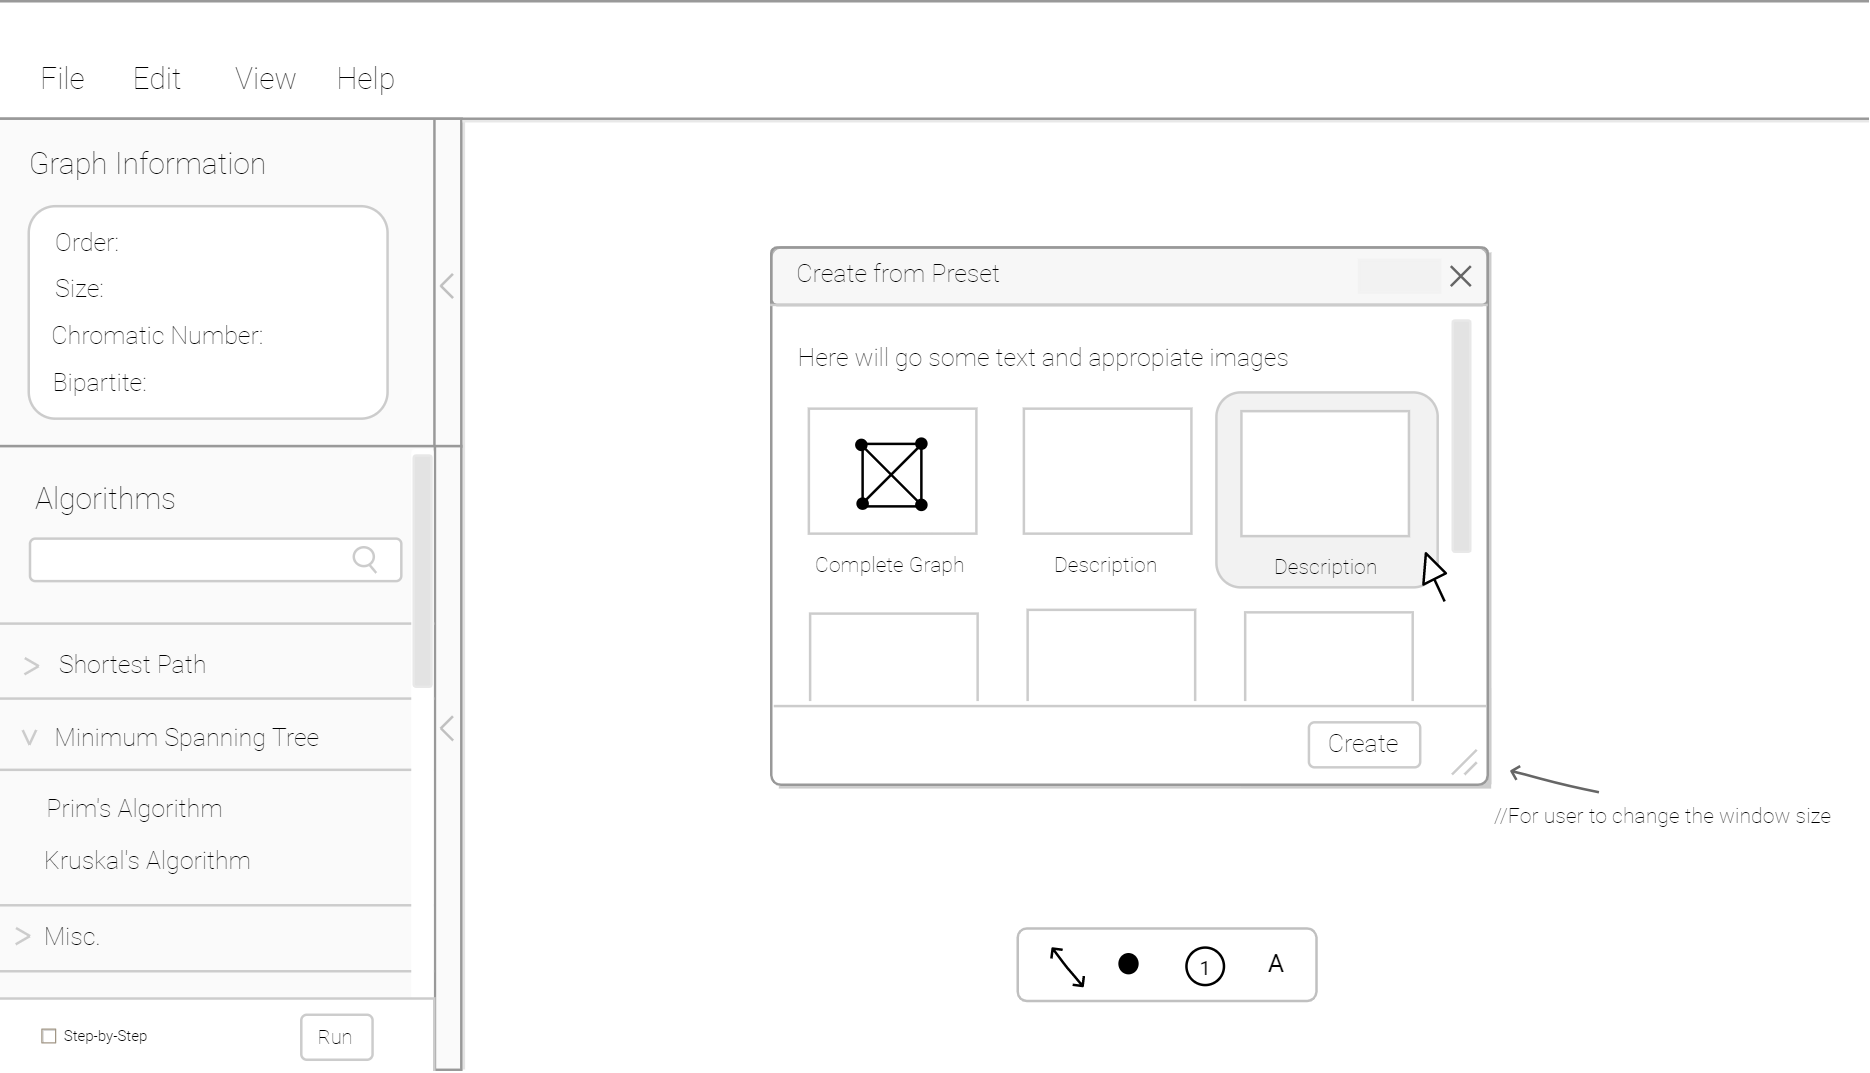 File Edit View Help
Graph Information
Order:
Size:
Chromatic Number:
Bipartite:
Algorithms
Shortest Path
Minimum Spanning Tree
Prim's Algorithm
Kruskal's Algorithm
Misc.
Step-by-Step
Run
Create from Preset
Here will go some text and appropiate images
Complete Graph
Description
Description
Create
//For user to change the window size
1
A